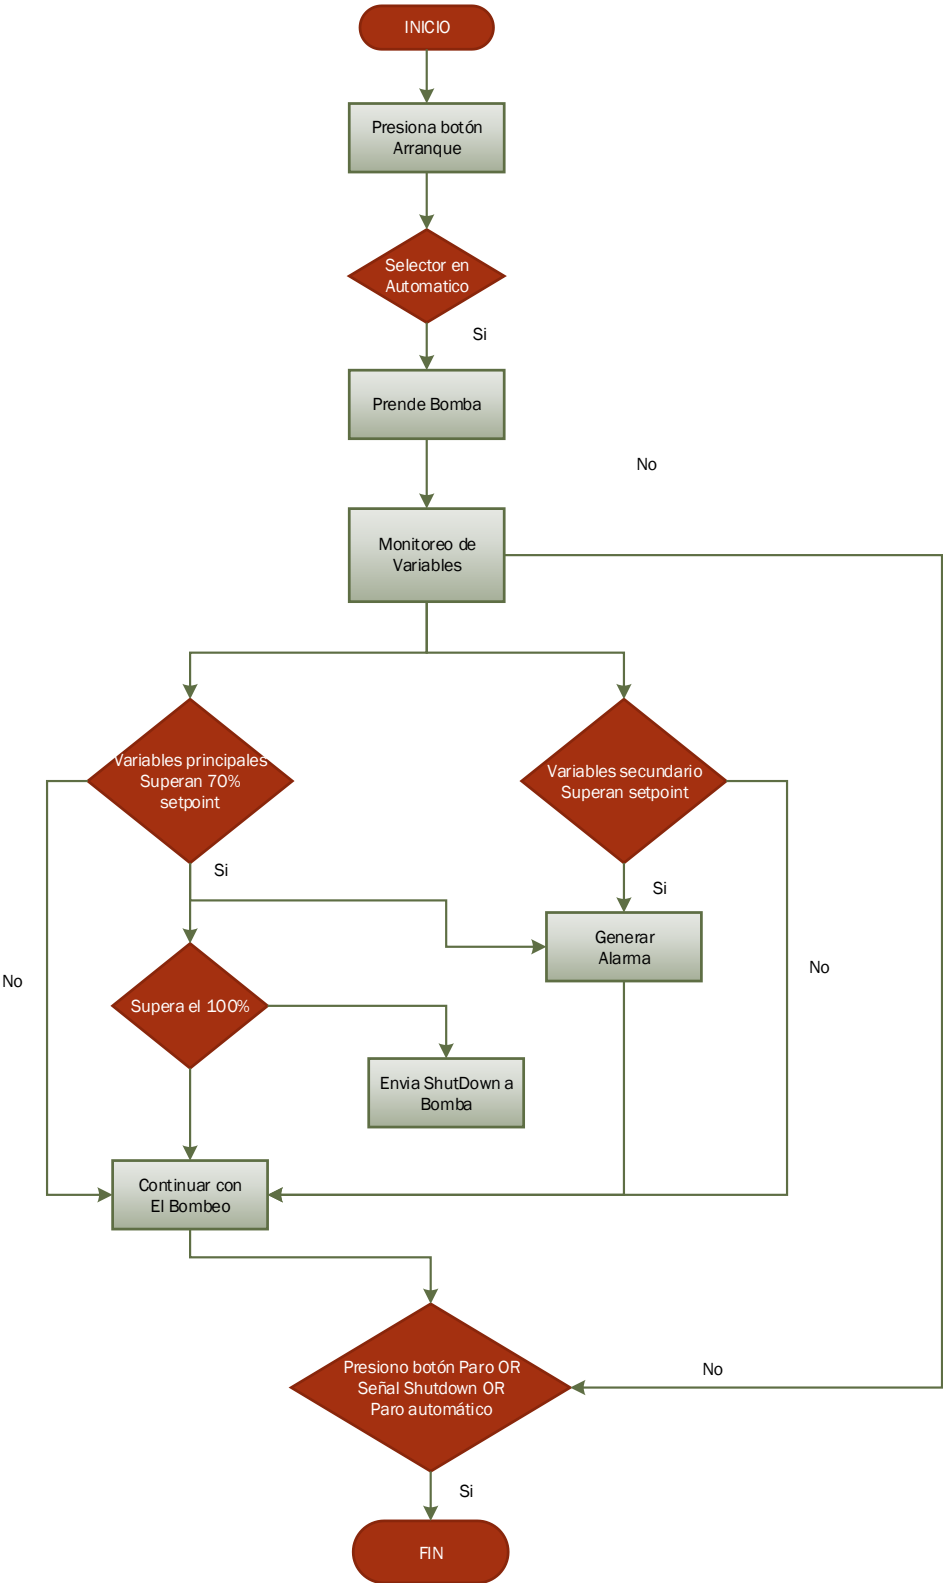 INICIO
Presiona botón
Arranque
Selector en
Automatico
Si
Prende Bomba
No
Monitoreo de
Variables
Variables principales
Superan 70%
setpoint
Variables secundario
Superan setpoint
Si
Si
Generar
Alarma
No
No
Supera el 100%
Envia ShutDown a
Bomba
Continuar con
El Bombeo
Presiono botón Paro OR
Señal Shutdown OR
Paro automático
No
Si
FIN